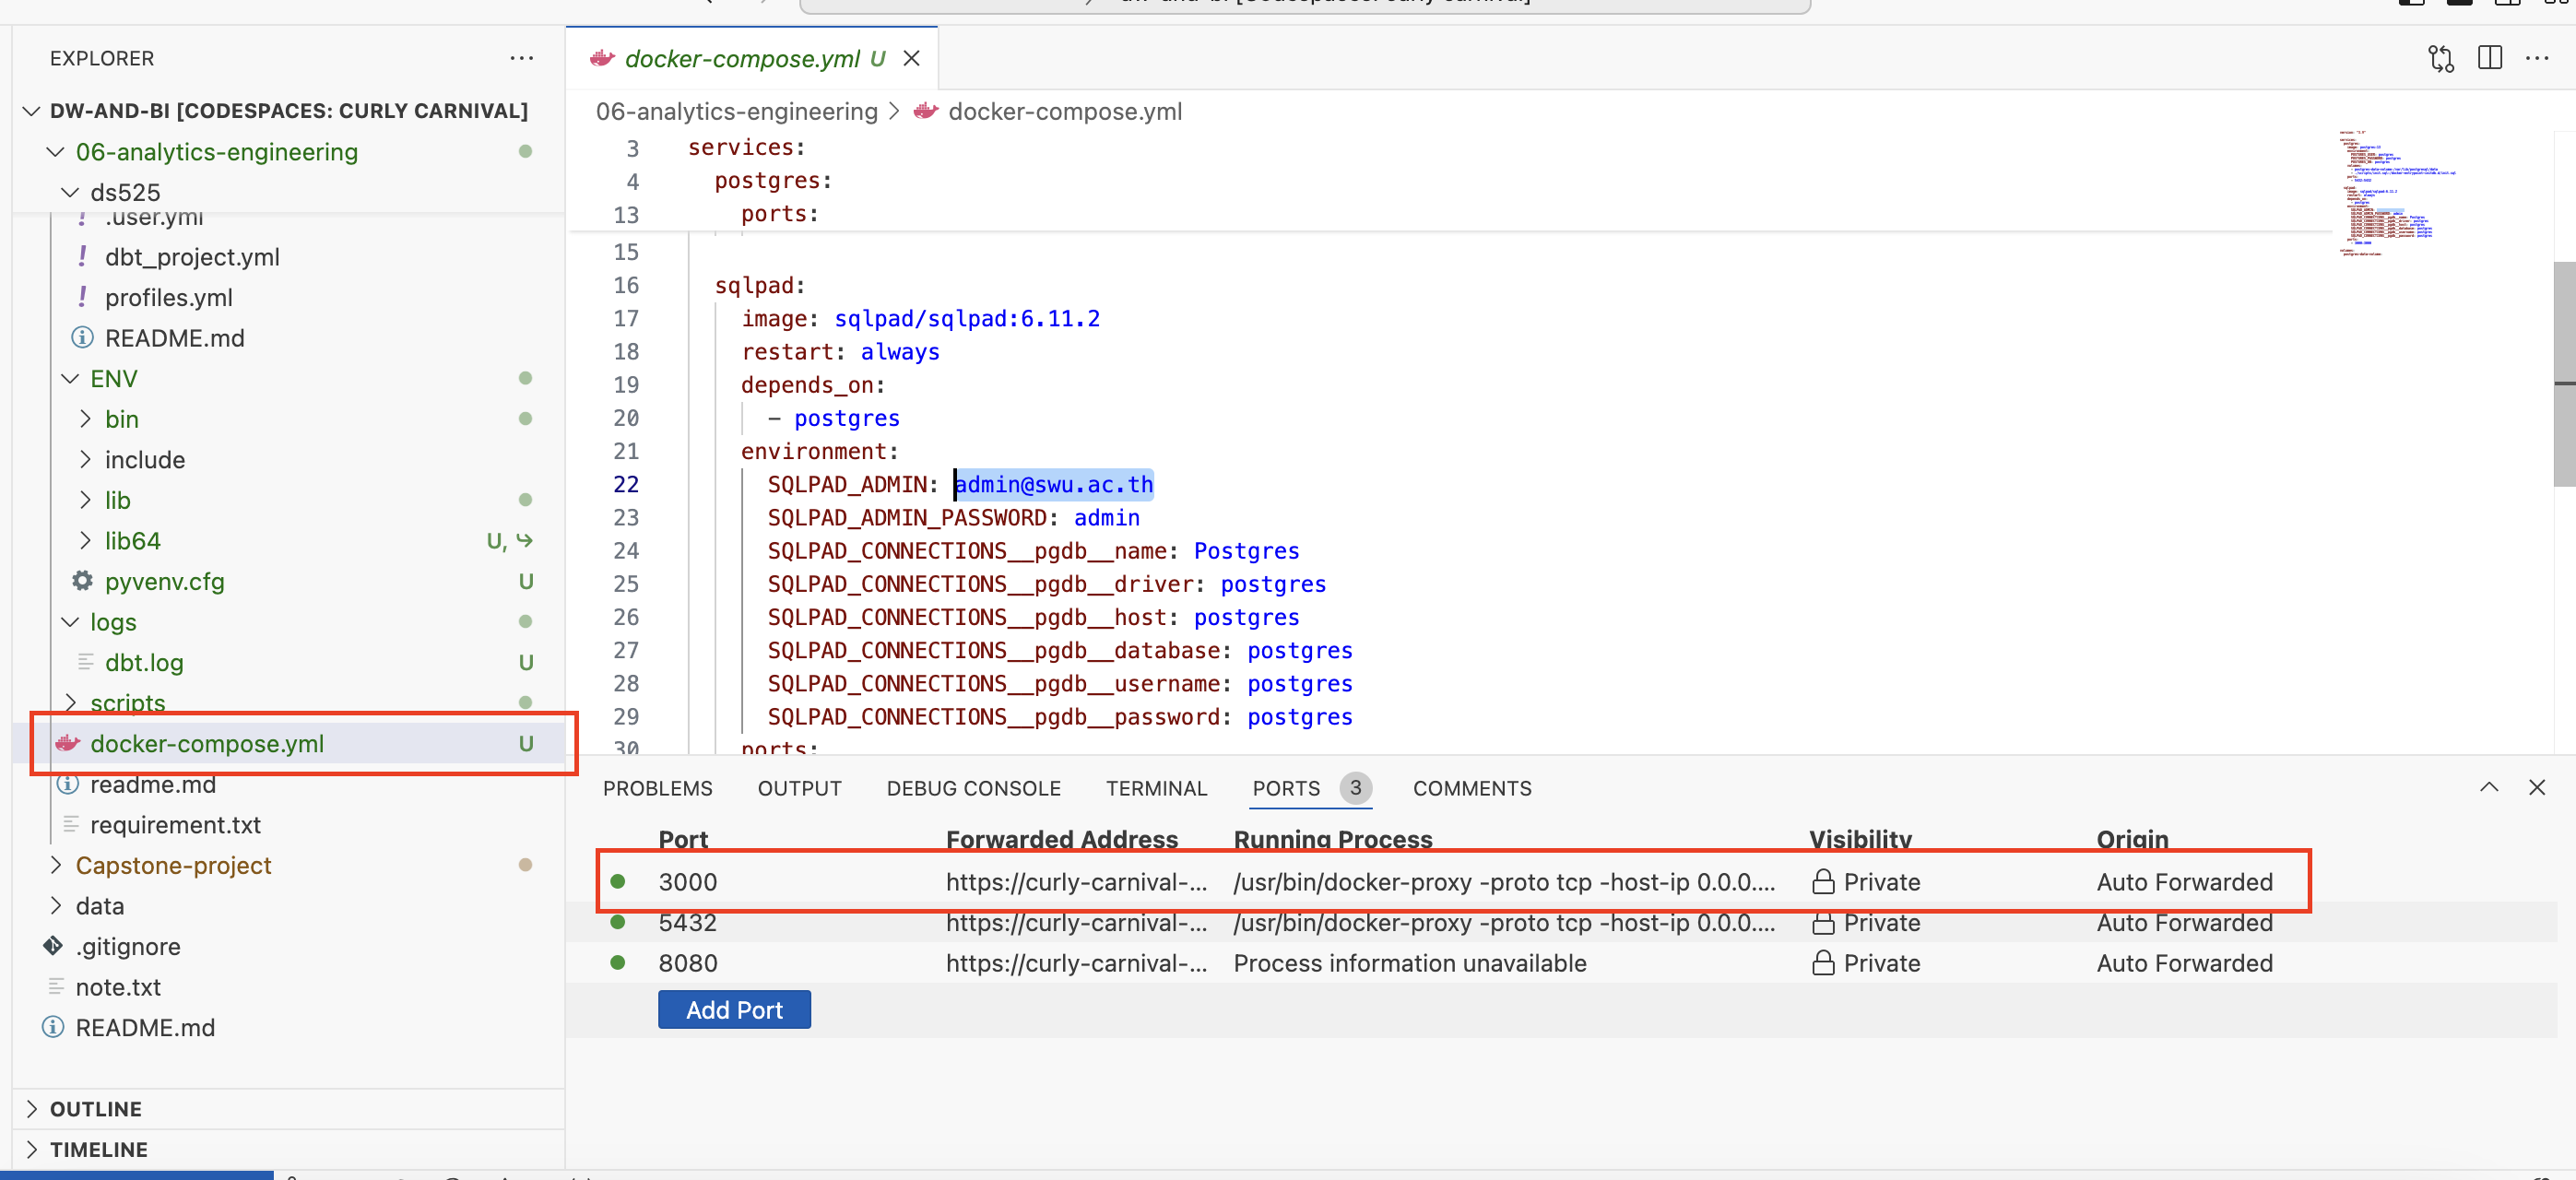 EXPLORER
DW-AND-BI [CODESPACES: CURLY CARNIVAL]
06-analytics-engineering
ds525
.user.yml
dbt_project.yml
profiles.yml
README.md
ENV
bin
include
lib
lib64 U,
pyvenv.cfg U
logs
dbt.log U
scripts
docker-compose.yml U
readme.md
requirement.txt
Capstone-project
data
.gitignore
note.txt
README.md
OUTLINE
TIMELINE
docker-compose.yml U
06-analytics-engineering > docker-compose.yml
3 services:
4 postgres:
13 ports:
15
16 sqlpad:
17 image: sqlpad/sqlpad:6.11.2
18 restart: always
19 depends_on:
20 - postgres
21 environment:
22 SQLPAD_ADMIN: admin@swu.ac.th
23 SQLPAD_ADMIN_PASSWORD: admin
24 SQLPAD_CONNECTIONS__pgdb__name: Postgres
25 SQLPAD_CONNECTIONS__pgdb__driver: postgres
26 SQLPAD_CONNECTIONS__pgdb__host: postgres
27 SQLPAD_CONNECTIONS__pgdb__database: postgres
28 SQLPAD_CONNECTIONS__pgdb__username: postgres
29 SQLPAD_CONNECTIONS__pgdb__password: postgres
30 ports:
PROBLEMS OUTPUT DEBUG CONSOLE TERMINAL PORTS 3 COMMENTS
Port Forwarded Address Running Process Visibility Origin
3000 https://curly-carnival-... /usr/bin/docker-proxy -proto tcp -host-ip 0.0.0.... Private Auto Forwarded
5432 https://curly-carnival-... /usr/bin/docker-proxy -proto tcp -host-ip 0.0.0.... Private Auto Forwarded
8080 https://curly-carnival-... Process information unavailable Private Auto Forwarded
Add Port